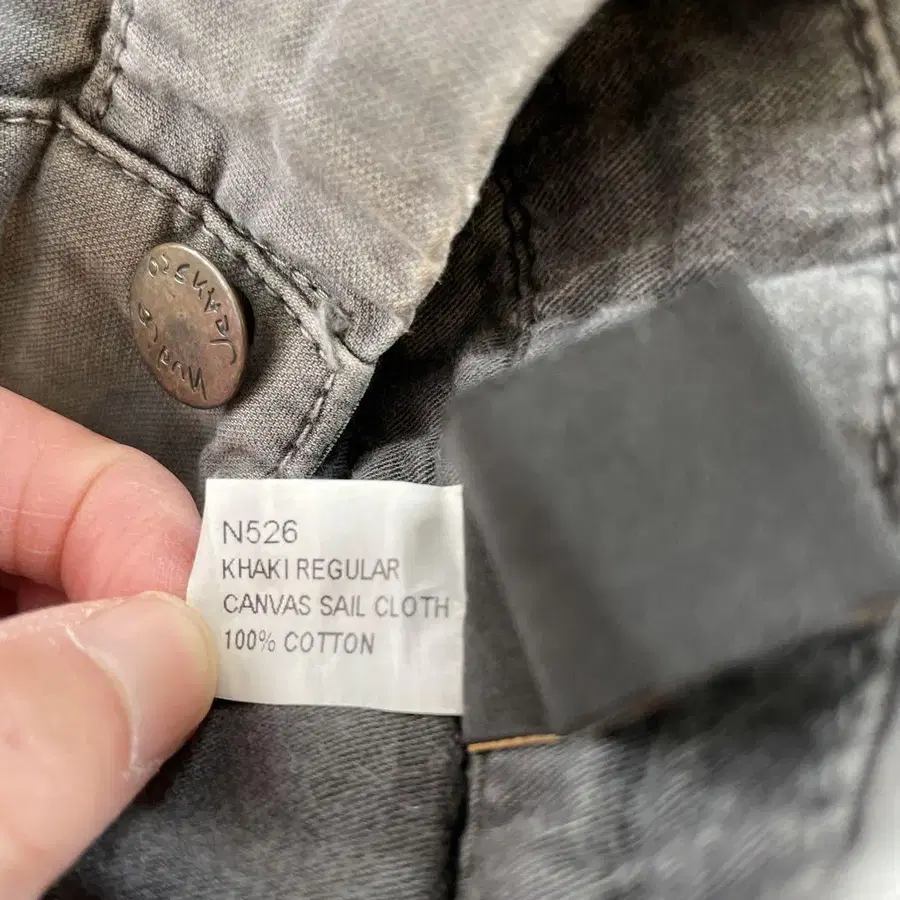 N526
KHAKI REGULAR
CANVAS SAIL CLOTH
100% COTTON